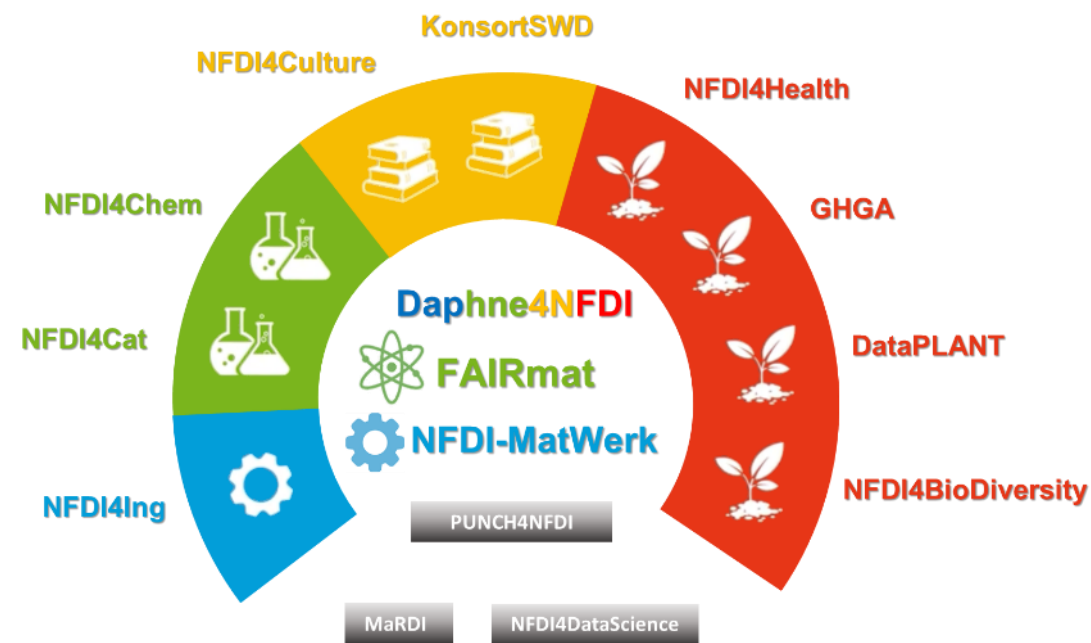 KonsortSWD
NFDI4Culture
NFDI4Health
NFDI4Chem
GHGA
Daphne4NFDI
NFDI4Cat
DataPLANT
FAIRmat
NFDI-MatWerk
NFDI4BioDiversity
NFDI4Ing
PUNCH4NFDI
MaRDI
NFDI4DataScience